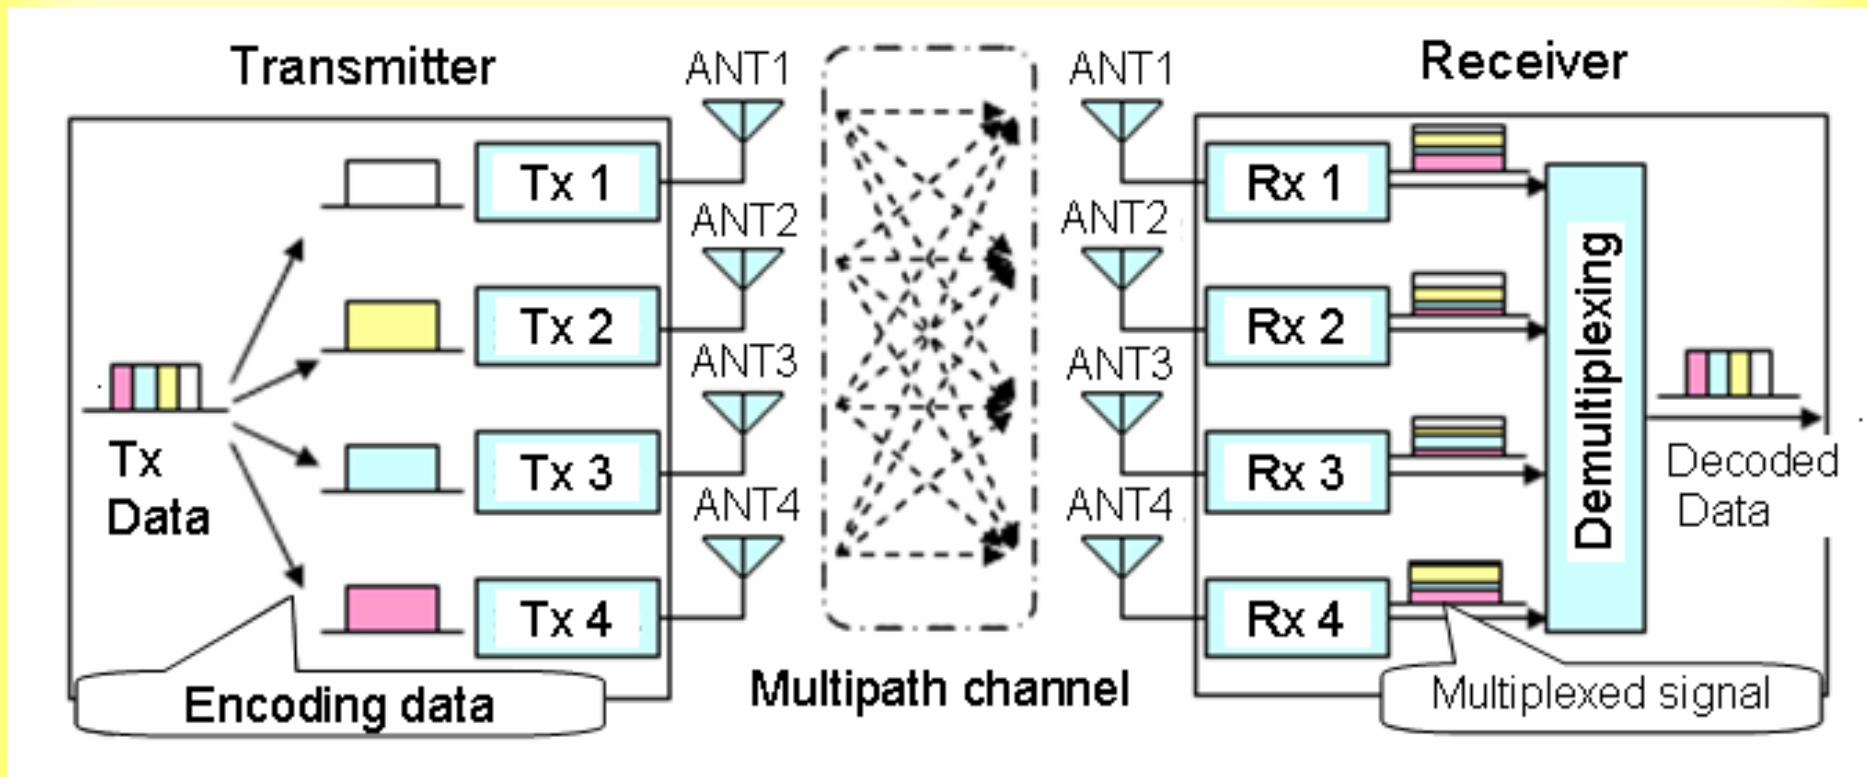 Transmitter
Receiver
ANT1
ANT1
Tx 1
Rx 1
ANT2
ANT2
Tx 2
Rx 2
ANT3
ANT3
Tx
Data
Tx 3
Rx 3
Demultiplexing
Decoded
Data
ANT4
ANT4
Tx 4
Rx 4
Encoding data
Multipath channel
Multiplexed signal